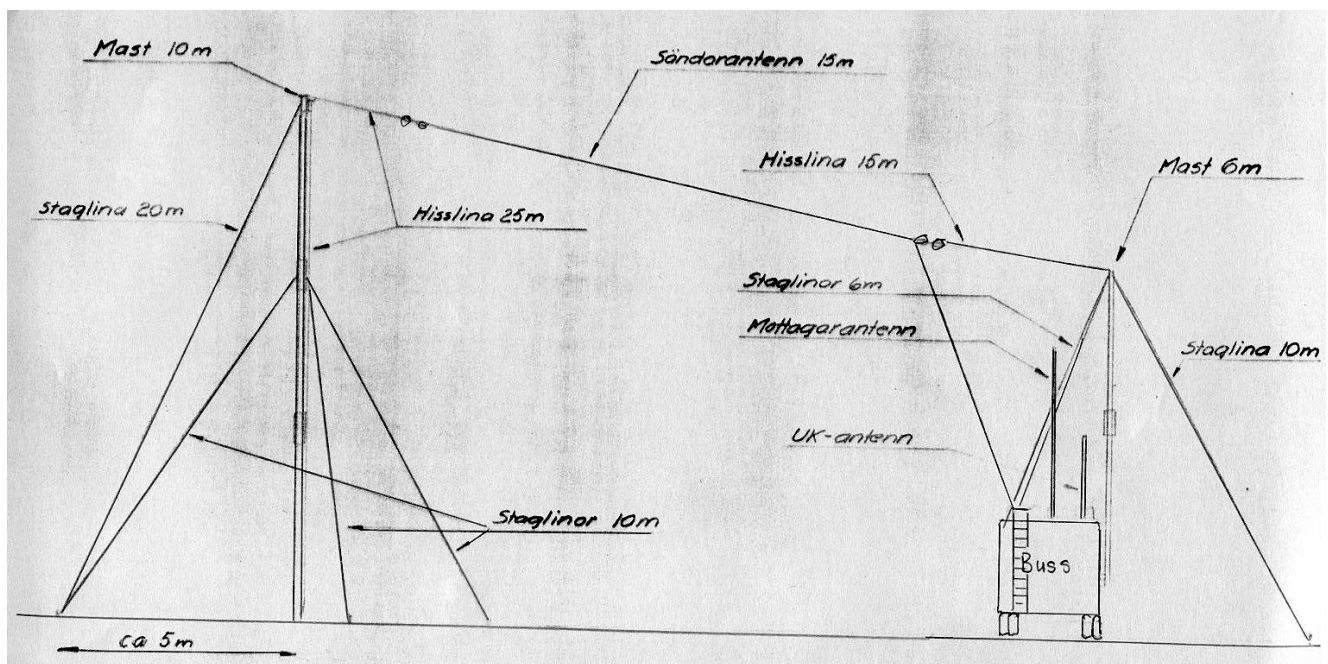 Mast 10m
Sändarantenn 15m
Hisslina 15m
Mast 6m
Staglina 20m
Hisslina 25m
Staglinor 6m
Mottagarantenn
Staglina 10m
UK-antenn
Staglinor 10m
Buss
ca 5m